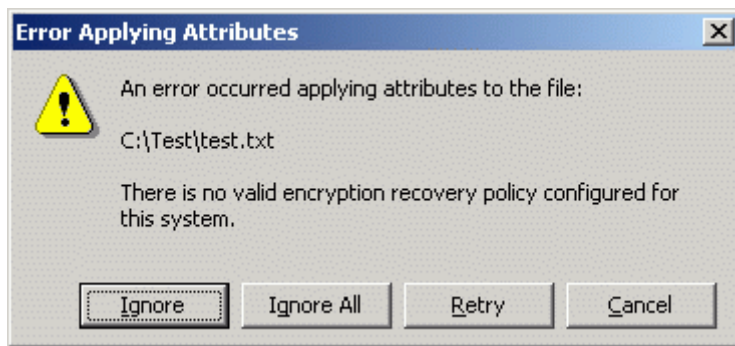 Error Applying Attributes
An error occurred applying attributes to the file:
C:\Test\test.txt
There is no valid encryption recovery policy configured for
this system.
Ignore Ignore All Retry Cancel